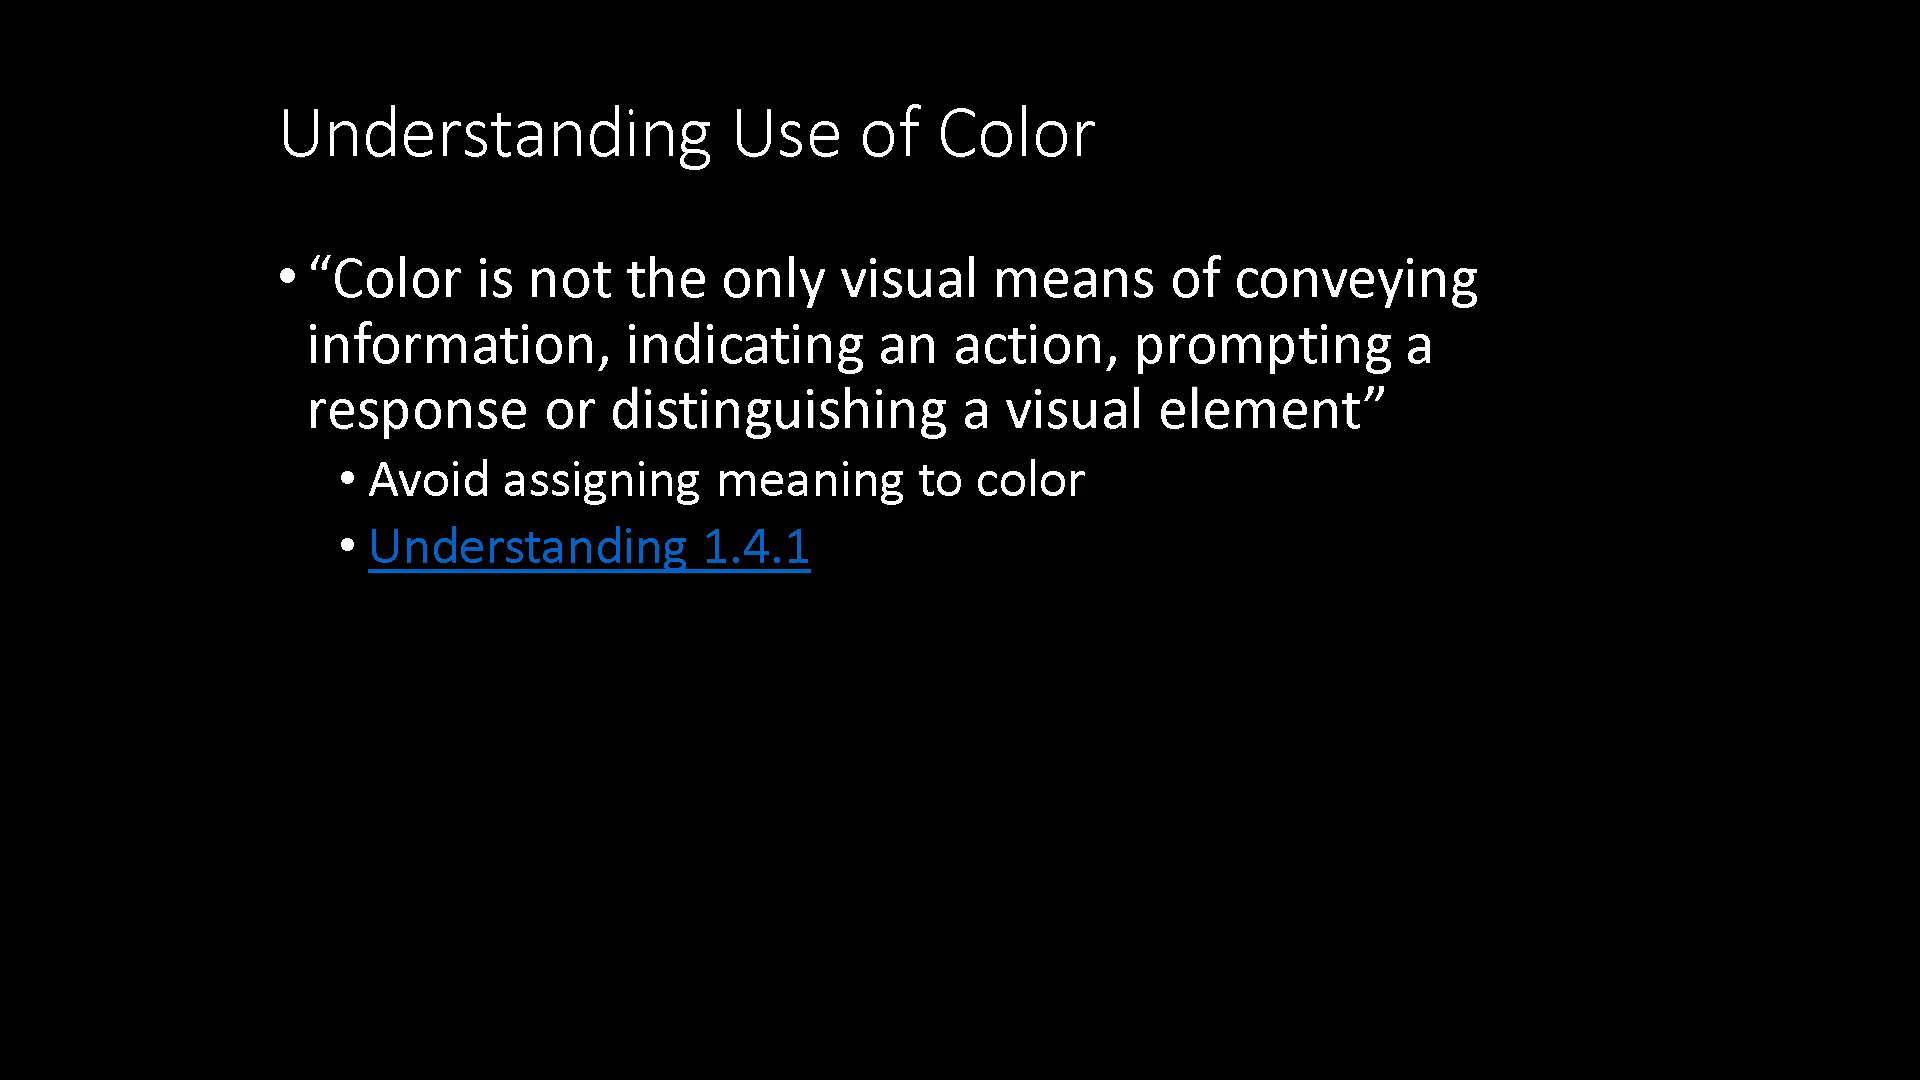 Understanding Use of Color
• “Color is not the only visual means of conveying
information, indicating an action, prompting a
response or distinguishing a visual element”
• Avoid assigning meaning to color
• Understanding 1.4.1